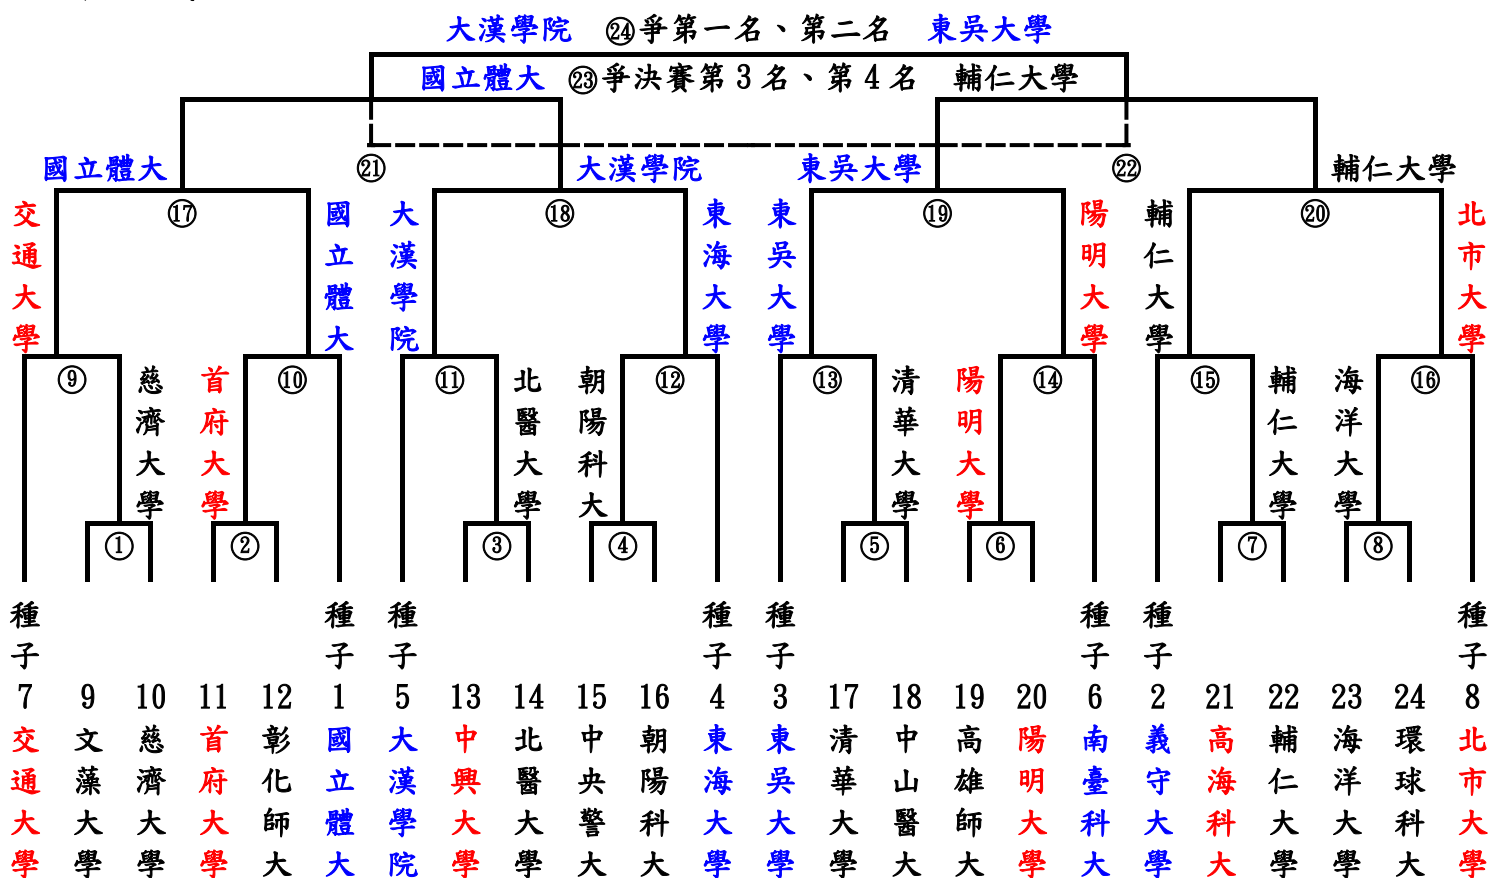 大漢學院 ㉔爭第一名、第二名 東吳大學
國立體大 ㉓爭決賽第3名、第4名 輔仁大學
國立體大 ㉑ 大漢學院 東吳大學 ㉒ 輔仁大學
交通大學 ⑰ 國立體大 大漢學院 ⑱ 東海大學 東吳大學 ⑲ 陽明大學 輔仁大學 ⑳ 北市大學
⑨ 慈濟大學 首府大學 ⑩ ⑪ 北醫大學 朝陽科大 ⑫ ⑬ 清華大學 陽明大學 ⑭ ⑮ 輔仁大學 海洋大學 ⑯
① ② ③ ④ ⑤ ⑥ ⑦ ⑧
種子 種子 種子 種子 種子 種子 種子 種子
7 9 10 11 12 1 5 13 14 15 16 4 3 17 18 19 20 6 2 21 22 23 24 8
交通大學 文藻大學 慈濟大學 首府大學 彰化師大 國立體大 大漢學院 中興大學 北醫大學 中央警大 朝陽科大 東海大學 東吳大學 清華大學 中山醫大 高雄師大 陽明大學 南臺科大 義守大學 高海科大 輔仁大學 海洋大學 環球科大 北市大學